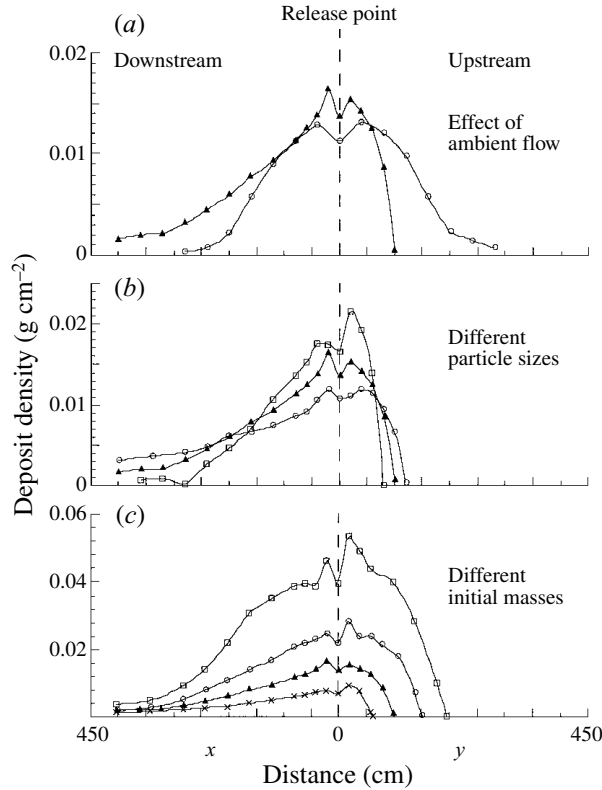 Release point
(a)
0.02
Downstream
Upstream
Effect of
ambient flow
0.01
0
(b)
0.02
Different
particle sizes
0.01
0
(c)
0.06
Different
initial masses
0.04
0.02
450
x
0
y
450
Distance (cm)
Deposit density (g cm⁻²)